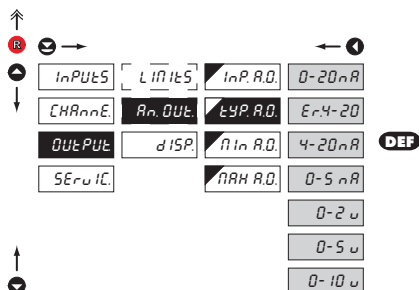 R
InPUtS LIMItS InP. A.O. 0-20mA
CHAnnE. An. OUt. tYP. A.O. Er.4-20
OUtPUt dISP. MIn A.O. 4-20mA DEF
SErvIC. MAX A.O. 0-5 mA
0-2 v
0-5 v
0-10 v